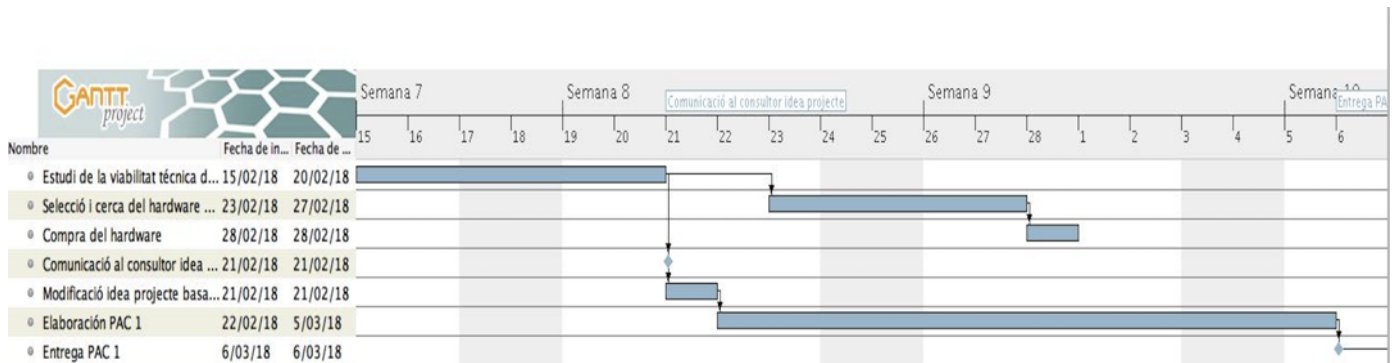 GANTT
project
Semana 7 Semana 8 Semana 9 Semana 10
Comunicació al consultor idea projecte
Entrega PA
15 16 17 18 19 20 21 22 23 24 25 26 27 28 1 2 3 4 5 6
Nombre Fecha de in... Fecha de ...
Estudi de la viabilitat técnica d... 15/02/18 20/02/18
Selecció i cerca del hardware ... 23/02/18 27/02/18
Compra del hardware 28/02/18 28/02/18
Comunicació al consultor idea ... 21/02/18 21/02/18
Modificació idea projecte basa... 21/02/18 21/02/18
Elaboración PAC 1 22/02/18 5/03/18
Entrega PAC 1 6/03/18 6/03/18